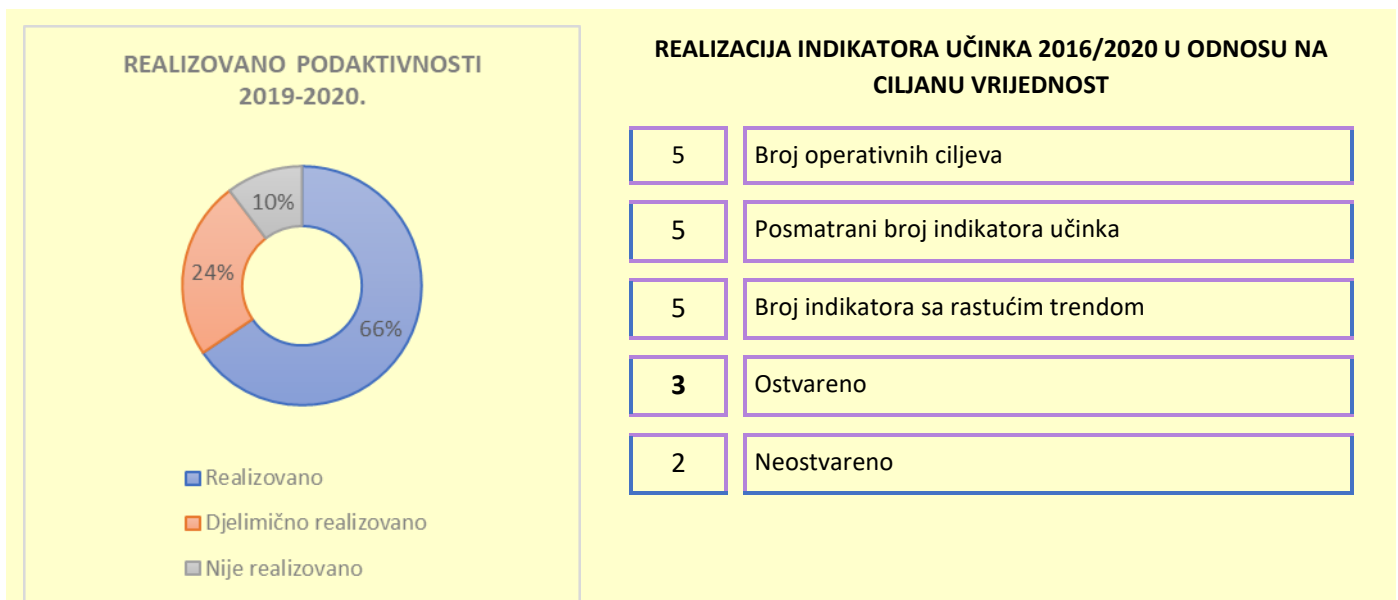 REALIZOVANO PODAKTIVNOSTI
2019-2020.
10%
24%
66%
Realizovano
Djelimično realizovano
Nije realizovano
REALIZACIJA INDIKATORA UČINKA 2016/2020 U ODNOSU NA
CILJANU VRIJEDNOST
5 Broj operativnih ciljeva
5 Posmatrani broj indikatora učinka
5 Broj indikatora sa rastućim trendom
3 Ostvareno
2 Neostvareno